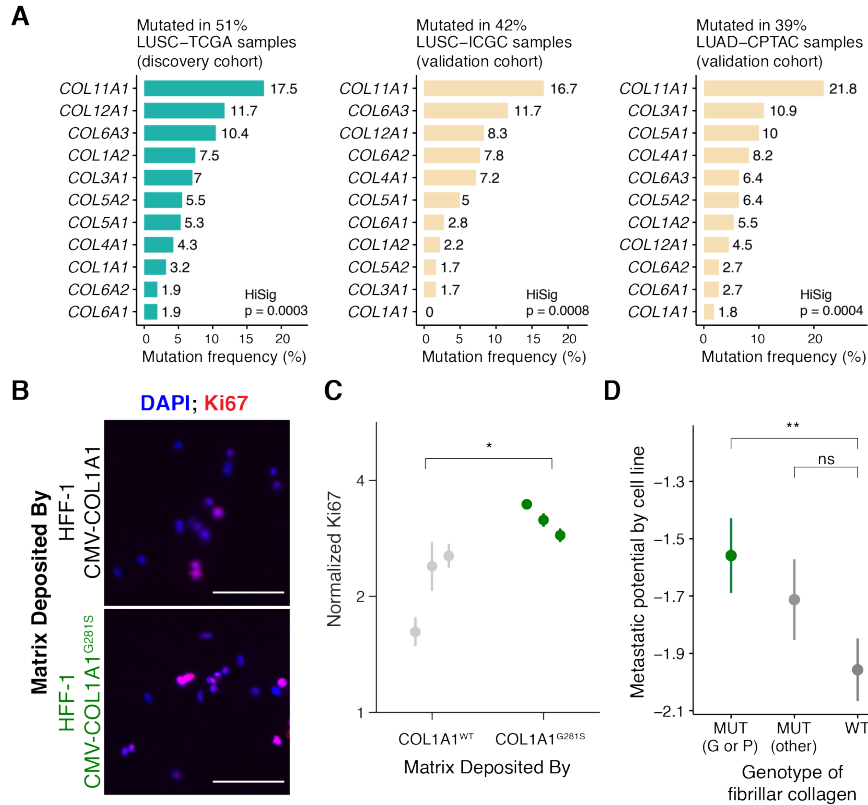 A
Mutated in 51%
LUSC−TCGA samples
(discovery cohort)
COL11A1 17.5
COL12A1 11.7
COL6A3 10.4
COL1A2 7.5
COL3A1 7
COL5A2 5.5
COL5A1 5.3
COL4A1 4.3
COL1A1 3.2
COL6A2 1.9
COL6A1 1.9
HiSig
p = 0.0003
0 5 10 15 20
Mutation frequency (%)
Mutated in 42%
LUSC−ICGC samples
(validation cohort)
COL11A1 16.7
COL6A3 11.7
COL12A1 8.3
COL6A2 7.8
COL4A1 7.2
COL5A1 5
COL6A1 2.8
COL1A2 2.2
COL5A2 1.7
COL3A1 1.7
COL1A1 0
HiSig
p = 0.0008
0 5 10 15 20
Mutation frequency (%)
Mutated in 39%
LUAD−CPTAC samples
(validation cohort)
COL11A1 21.8
COL3A1 10.9
COL5A1 10
COL4A1 8.2
COL6A3 6.4
COL5A2 6.4
COL1A2 5.5
COL12A1 4.5
COL6A2 2.7
COL6A1 2.7
COL1A1 1.8
HiSig
p = 0.0004
0 10 20
Mutation frequency (%)
B
DAPI; Ki67
Matrix Deposited By
HFF-1
CMV-COL1A1
HFF-1
CMV-COL1A1G281S
C
*
Normalized Ki67
4
2
1
COL1A1WT COL1A1G281S
Matrix Deposited By
D
**
ns
Metastatic potential by cell line
−1.3
−1.5
−1.7
−1.9
−2.1
MUT
(G or P)
MUT
(other)
WT
Genotype of
fibrillar collagen